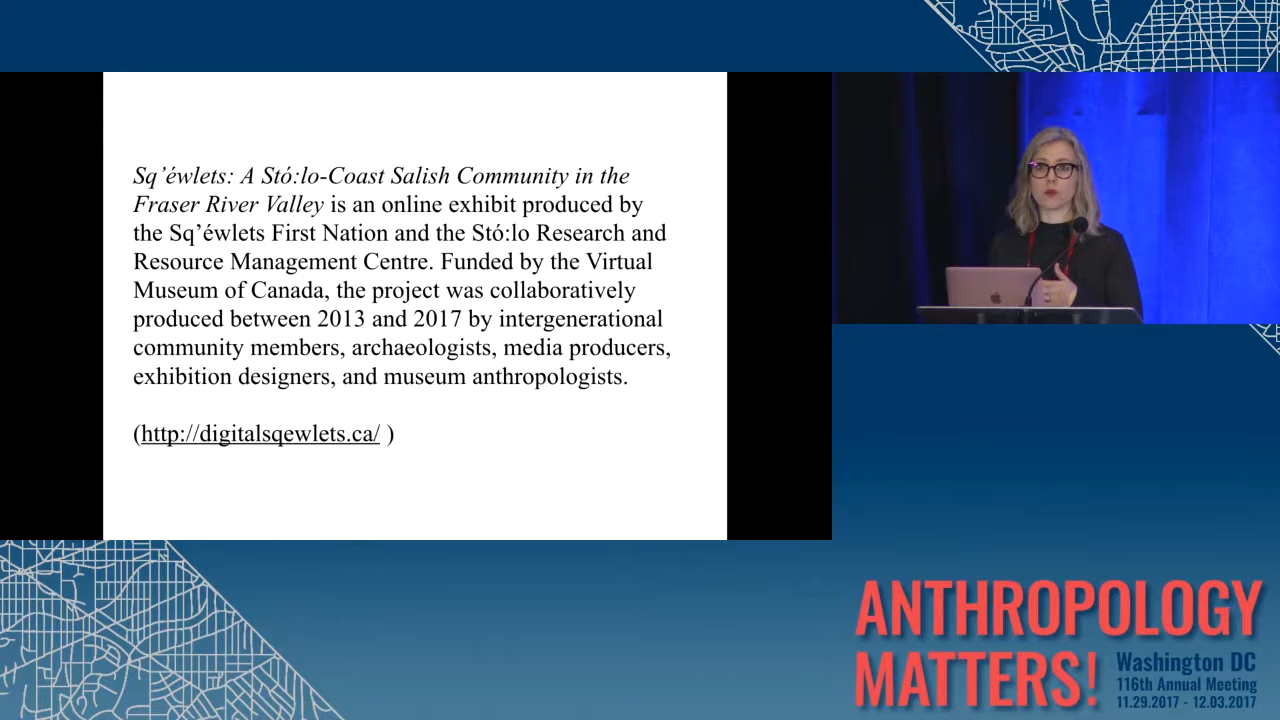 Sq’éwlets: A Stó:lo-Coast Salish Community in the
Fraser River Valley is an online exhibit produced by
the Sq’éwlets First Nation and the Stó:lo Research and
Resource Management Centre. Funded by the Virtual
Museum of Canada, the project was collaboratively
produced between 2013 and 2017 by intergenerational
community members, archaeologists, media producers,
exhibition designers, and museum anthropologists.
(http://digitalsqewlets.ca/ )
ANTHROPOLOGY
MATTERS!
Washington DC
116th Annual Meeting
11.29.2017 - 12.03.2017